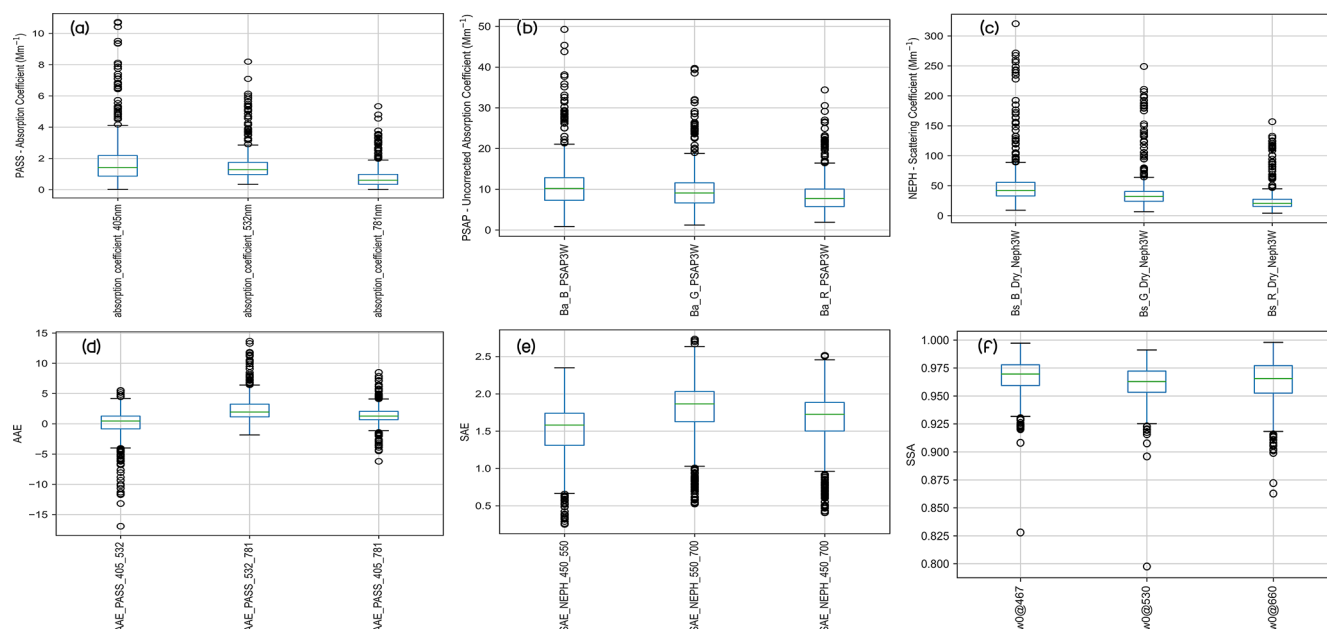 (a)
PASS - Absorption Coefficient (Mm⁻¹)
10
8
6
4
2
0
absorption_coefficient_405nm
absorption_coefficient_532nm
absorption_coefficient_781nm
(b)
PSAP - Uncorrected Absorption Coefficient (Mm⁻¹)
50
40
30
20
10
0
Ba_B_PSAP3W
Ba_G_PSAP3W
Ba_R_PSAP3W
(c)
NEPH - Scattering Coefficient (Mm⁻¹)
300
250
200
150
100
50
0
Bs_B_Dry_Neph3W
Bs_G_Dry_Neph3W
Bs_R_Dry_Neph3W
(d)
AAE
15
10
5
0
−5
−10
−15
AAE_PASS_405_532
AAE_PASS_532_781
AAE_PASS_405_781
(e)
SAE
2.5
2.0
1.5
1.0
0.5
SAE_NEPH_450_550
SAE_NEPH_550_700
SAE_NEPH_450_700
(f)
SSA
1.000
0.975
0.950
0.925
0.900
0.875
0.850
0.825
0.800
w0@467
w0@530
w0@660